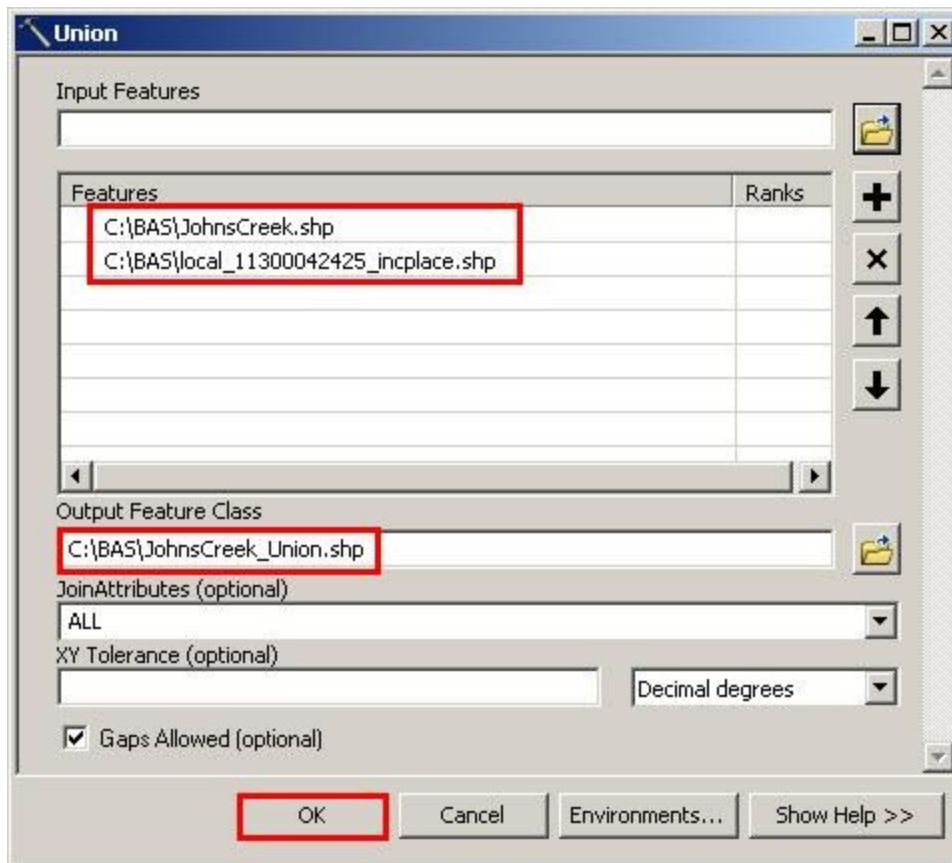 Union
Input Features
Features Ranks
C:\BAS\JohnsCreek.shp
C:\BAS\local_11300042425_incplace.shp
Output Feature Class
C:\BAS\JohnsCreek_Union.shp
JoinAttributes (optional)
ALL
XY Tolerance (optional)
Decimal degrees
Gaps Allowed (optional)
OK Cancel Environments... Show Help >>